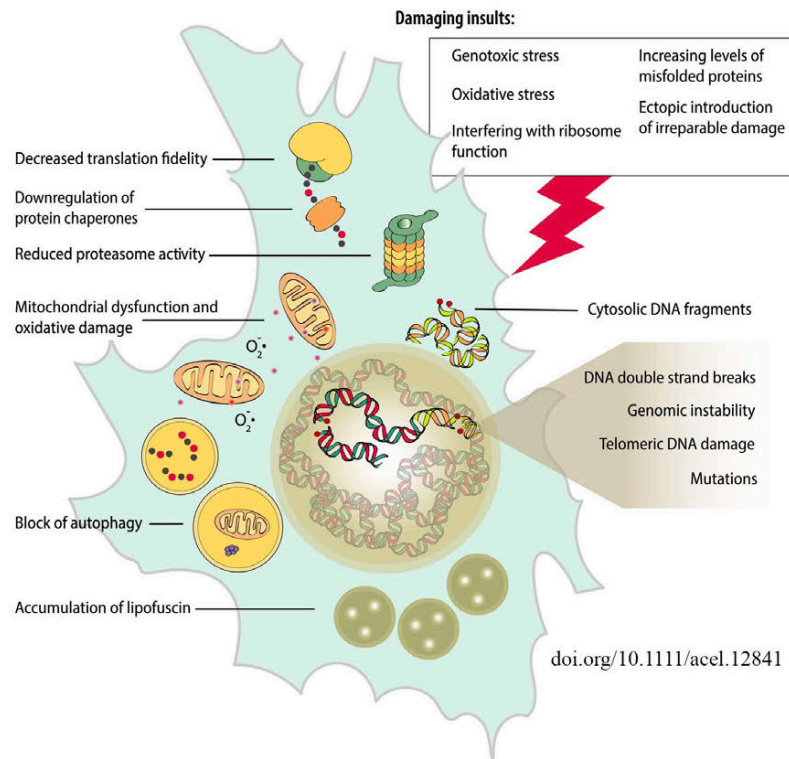 Damaging insults:
Genotoxic stress
Oxidative stress
Interfering with ribosome
function
Increasing levels of
misfolded proteins
Ectopic introduction
of irreparable damage
Decreased translation fidelity
Downregulation of
protein chaperones
Reduced proteasome activity
Mitochondrial dysfunction and
oxidative damage
O₂⁻•
O₂⁻•
Block of autophagy
Accumulation of lipofuscin
Cytosolic DNA fragments
DNA double strand breaks
Genomic instability
Telomeric DNA damage
Mutations
doi.org/10.1111/acel.12841